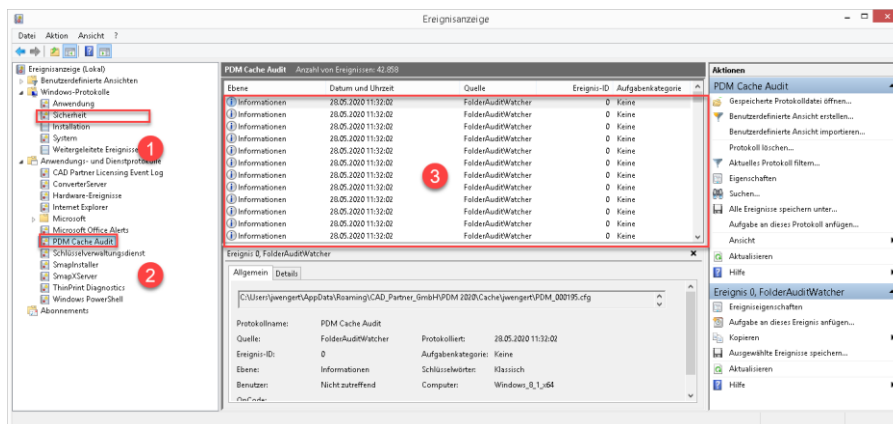 Ereignisanzeige
Datei Aktion Ansicht ?
Ereignisanzeige (Lokal)
Benutzerdefinierte Ansichten
Windows-Protokolle
Anwendung
Sicherheit
Installation
System
Weitergeleitete Ereignisse
Anwendungs- und Dienstprotokolle
CAD Partner Licensing Event Log
ConverterServer
Hardware-Ereignisse
Internet Explorer
Microsoft
Microsoft Office Alerts
PDM Cache Audit
Schlüsselverwaltungsdienst
SmapInstaller
SmapXServer
ThinPrint Diagnostics
Windows PowerShell
Abonnements
1
2
PDM Cache Audit Anzahl von Ereignissen: 42.858
Ebene Datum und Uhrzeit Quelle Ereignis-ID Aufgabenkategorie
Informationen 28.05.2020 11:32:02 FolderAuditWatcher 0 Keine
Informationen 28.05.2020 11:32:02 FolderAuditWatcher 0 Keine
Informationen 28.05.2020 11:32:02 FolderAuditWatcher 0 Keine
Informationen 28.05.2020 11:32:02 FolderAuditWatcher 0 Keine
Informationen 28.05.2020 11:32:02 FolderAuditWatcher 0 Keine
Informationen 28.05.2020 11:32:02 FolderAuditWatcher 0 Keine
Informationen 28.05.2020 11:32:02 FolderAuditWatcher 0 Keine
Informationen 28.05.2020 11:32:02 FolderAuditWatcher 0 Keine
Informationen 28.05.2020 11:32:02 FolderAuditWatcher 0 Keine
Informationen 28.05.2020 11:32:02 FolderAuditWatcher 0 Keine
Informationen 28.05.2020 11:32:02 FolderAuditWatcher 0 Keine
3
Ereignis 0, FolderAuditWatcher
Allgemein Details
C:\Users\jwengert\AppData\Roaming\CAD_Partner_GmbH\PDM 2020\Cache\jwengert\PDM_000195.cfg
Protokollname: PDM Cache Audit
Quelle: FolderAuditWatcher Protokolliert: 28.05.2020 11:32:02
Ereignis-ID: 0 Aufgabenkategorie: Keine
Ebene: Informationen Schlüsselwörter: Klassisch
Benutzer: Nicht zutreffend Computer: Windows_8_1_x64
OpCode:
Aktionen
PDM Cache Audit
Gespeicherte Protokolldatei öffnen...
Benutzerdefinierte Ansicht erstellen...
Benutzerdefinierte Ansicht importieren...
Protokoll löschen...
Aktuelles Protokoll filtern...
Eigenschaften
Suchen...
Alle Ereignisse speichern unter...
Aufgabe an dieses Protokoll anfügen...
Ansicht
Aktualisieren
Hilfe
Ereignis 0, FolderAuditWatcher
Ereigniseigenschaften
Aufgabe an dieses Ereignis anfügen...
Kopieren
Ausgewählte Ereignisse speichern...
Aktualisieren
Hilfe